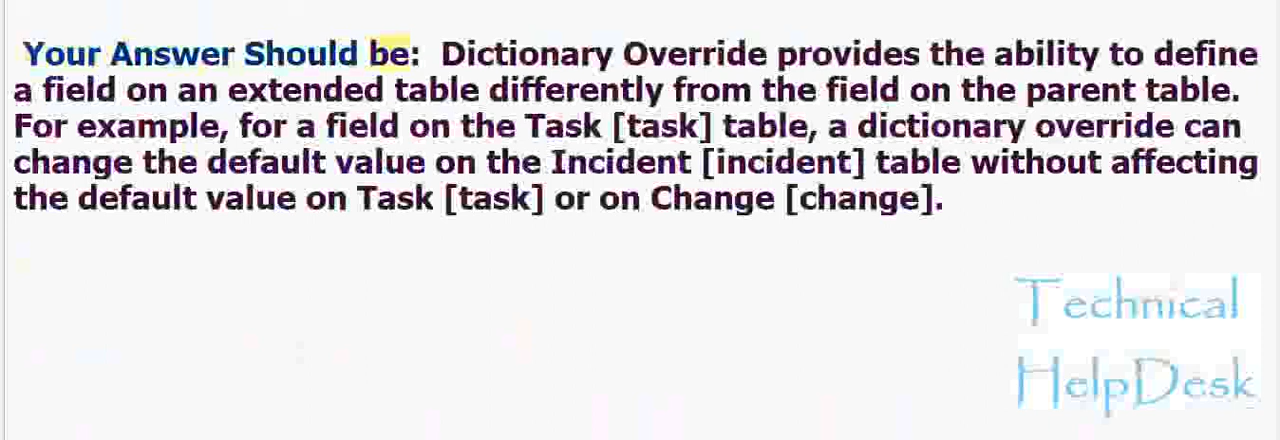 Your Answer Should be: Dictionary Override provides the ability to define
a field on an extended table differently from the field on the parent table.
For example, for a field on the Task [task] table, a dictionary override can
change the default value on the Incident [incident] table without affecting
the default value on Task [task] or on Change [change].
Technical
HelpDesk